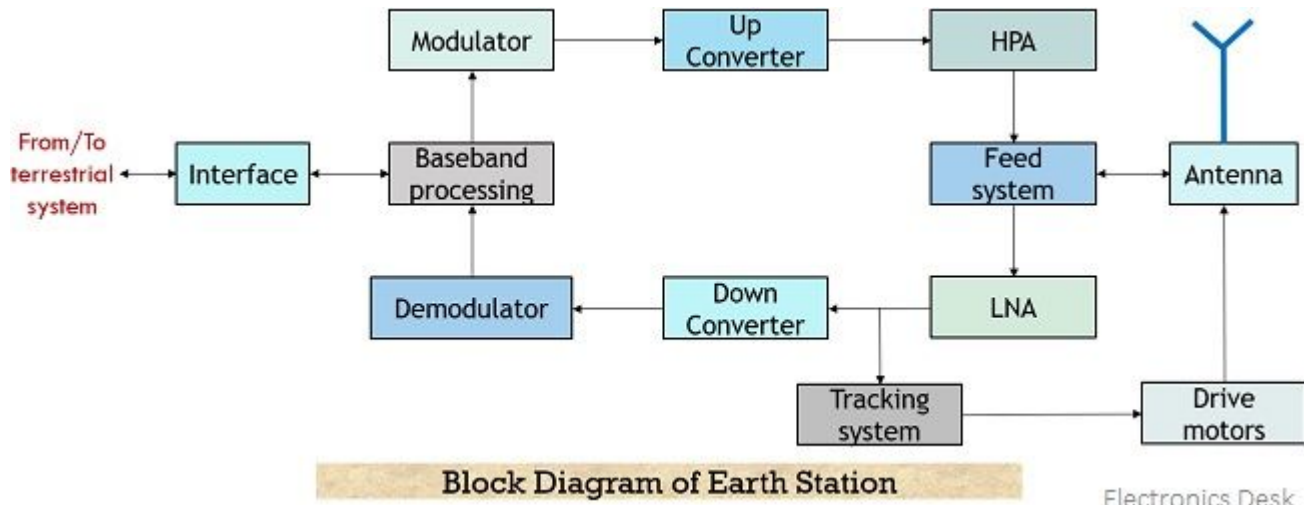 Modulator
Up
Converter
HPA
From/To
terrestrial
system
Interface
Baseband
processing
Feed
system
Antenna
Demodulator
Down
Converter
LNA
Tracking
system
Drive
motors
Block Diagram of Earth Station
Electronics Desk